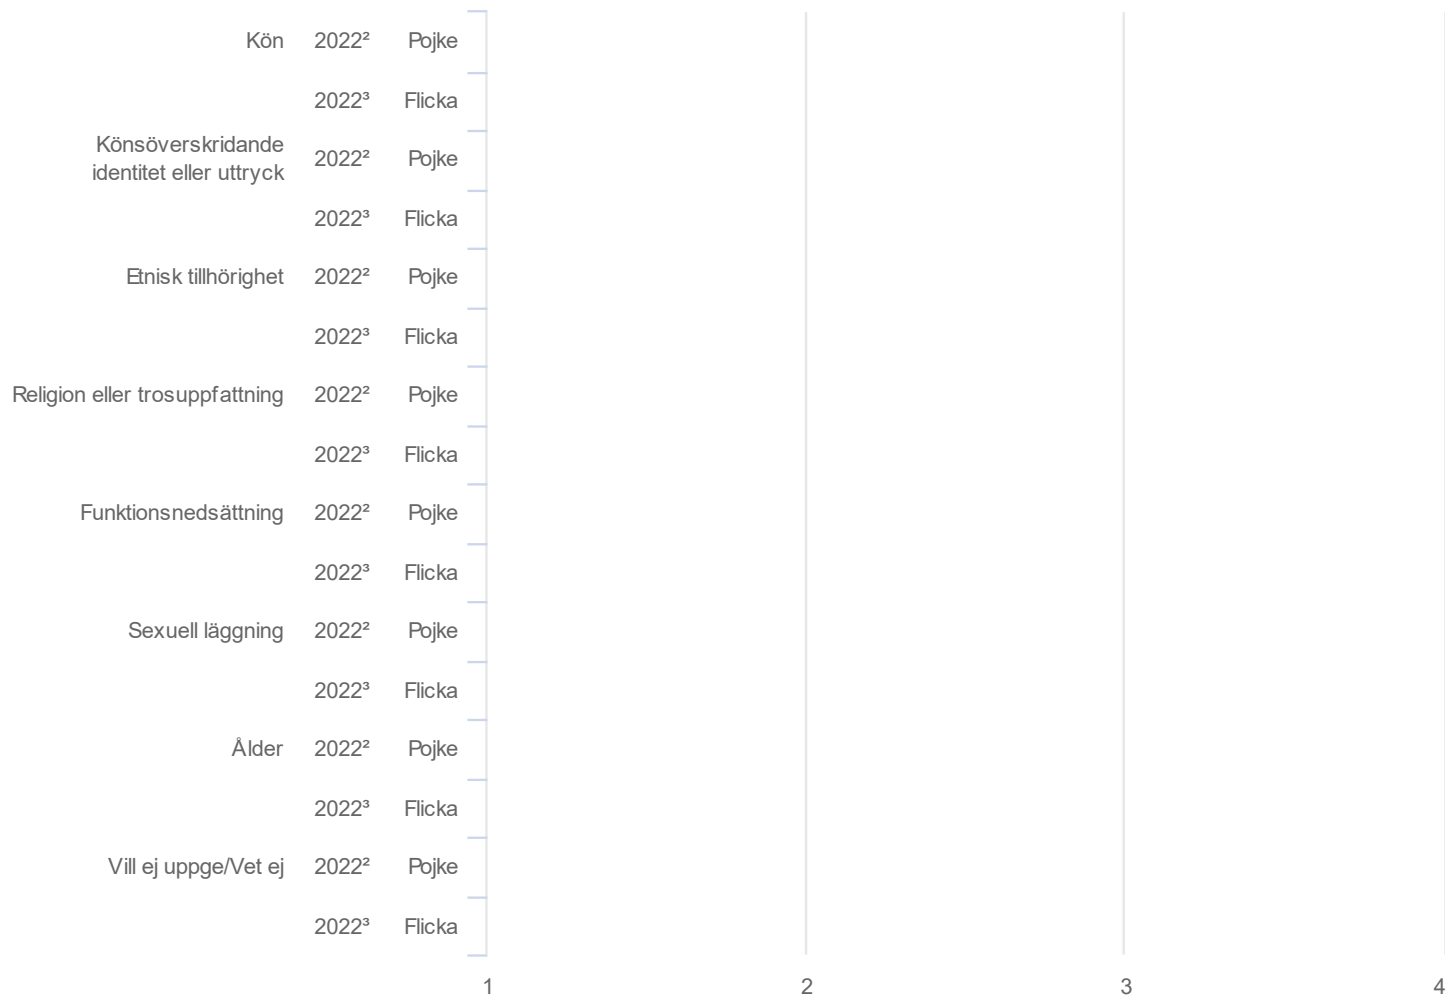 Kön 2022² Pojke
2022³ Flicka
Könsöverskridande
identitet eller uttryck 2022² Pojke
2022³ Flicka
Etnisk tillhörighet 2022² Pojke
2022³ Flicka
Religion eller trosuppfattning 2022² Pojke
2022³ Flicka
Funktionsnedsättning 2022² Pojke
2022³ Flicka
Sexuell läggning 2022² Pojke
2022³ Flicka
Ålder 2022² Pojke
2022³ Flicka
Vill ej uppge/Vet ej 2022² Pojke
2022³ Flicka
1 2 3 4